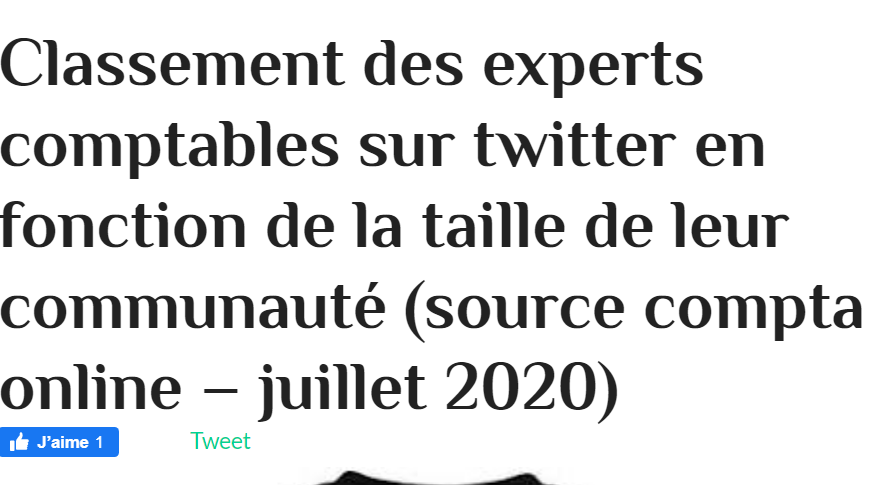 Classement des experts
comptables sur twitter en
fonction de la taille de leur
communauté (source compta
online – juillet 2020)
J'aime 1
Tweet